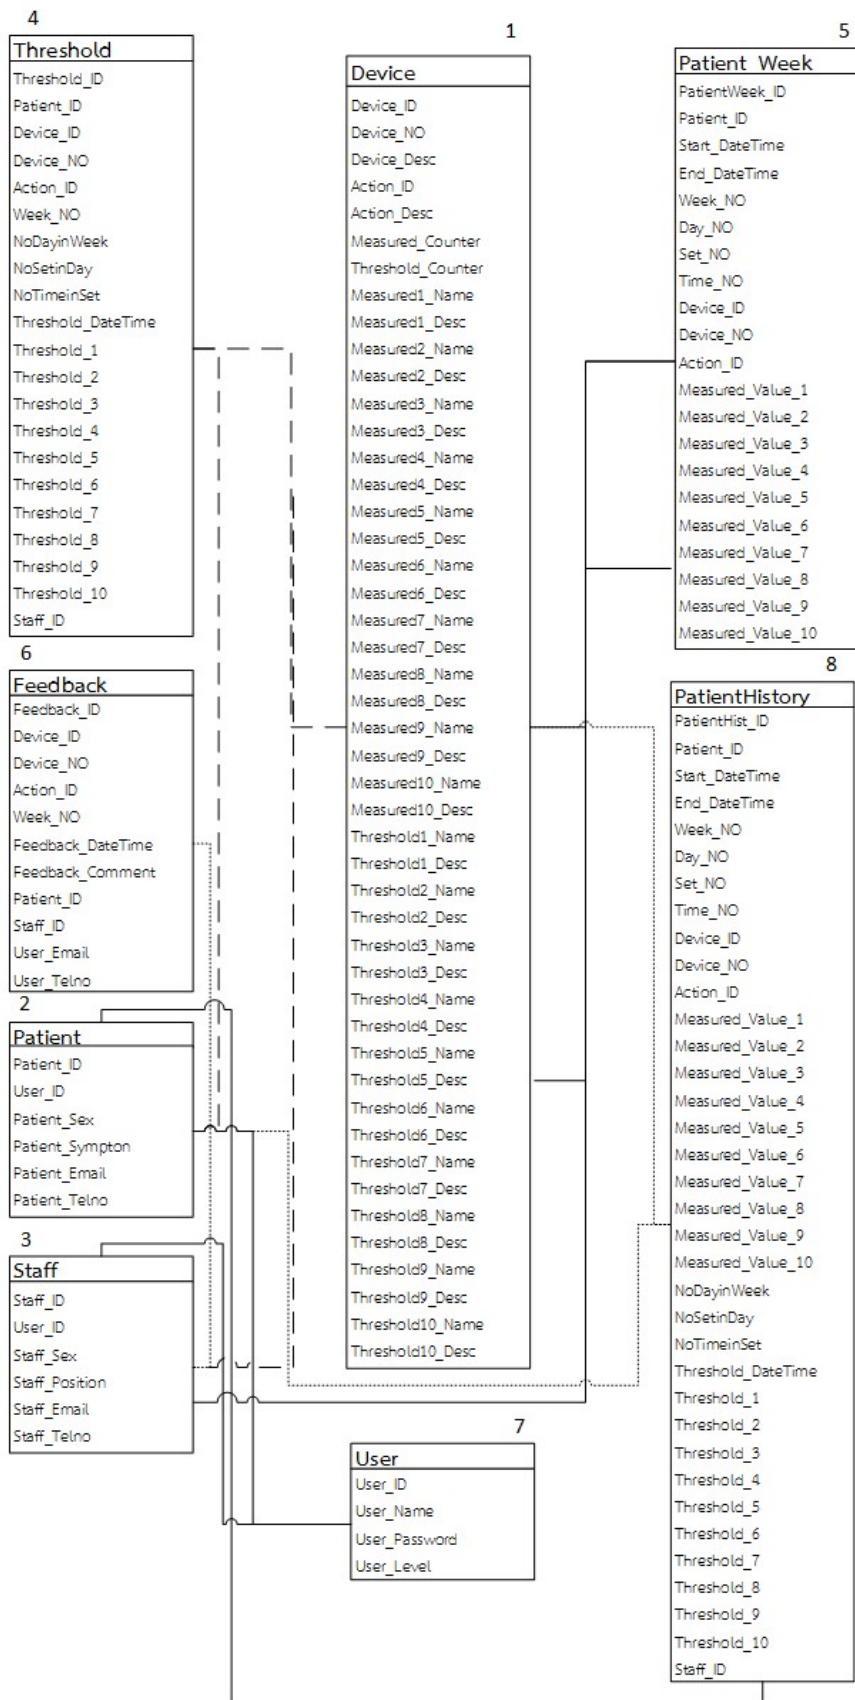 4
Threshold
Threshold_ID
Patient_ID
Device_ID
Device_NO
Action_ID
Week_NO
NoDayinWeek
NoSetinDay
NoTimeinSet
Threshold_DateTime
Threshold_1
Threshold_2
Threshold_3
Threshold_4
Threshold_5
Threshold_6
Threshold_7
Threshold_8
Threshold_9
Threshold_10
Staff_ID
6
Feedback
Feedback_ID
Device_ID
Device_NO
Action_ID
Week_NO
Feedback_DateTime
Feedback_Comment
Patient_ID
Staff_ID
User_Email
User_Telno
2
Patient
Patient_ID
User_ID
Patient_Sex
Patient_Sympton
Patient_Email
Patient_Telno
3
Staff
Staff_ID
User_ID
Staff_Sex
Staff_Position
Staff_Email
Staff_Telno
1
Device
Device_ID
Device_NO
Device_Desc
Action_ID
Action_Desc
Measured_Counter
Threshold_Counter
Measured1_Name
Measured1_Desc
Measured2_Name
Measured2_Desc
Measured3_Name
Measured3_Desc
Measured4_Name
Measured4_Desc
Measured5_Name
Measured5_Desc
Measured6_Name
Measured6_Desc
Measured7_Name
Measured7_Desc
Measured8_Name
Measured8_Desc
Measured9_Name
Measured9_Desc
Measured10_Name
Measured10_Desc
Threshold1_Name
Threshold1_Desc
Threshold2_Name
Threshold2_Desc
Threshold3_Name
Threshold3_Desc
Threshold4_Name
Threshold4_Desc
Threshold5_Name
Threshold5_Desc
Threshold6_Name
Threshold6_Desc
Threshold7_Name
Threshold7_Desc
Threshold8_Name
Threshold8_Desc
Threshold9_Name
Threshold9_Desc
Threshold10_Name
Threshold10_Desc
7
User
User_ID
User_Name
User_Password
User_Level
5
Patient_Week
PatientWeek_ID
Patient_ID
Start_DateTime
End_DateTime
Week_NO
Day_NO
Set_NO
Time_NO
Device_ID
Device_NO
Action_ID
Measured_Value_1
Measured_Value_2
Measured_Value_3
Measured_Value_4
Measured_Value_5
Measured_Value_6
Measured_Value_7
Measured_Value_8
Measured_Value_9
Measured_Value_10
8
PatientHistory
PatientHist_ID
Patient_ID
Start_DateTime
End_DateTime
Week_NO
Day_NO
Set_NO
Time_NO
Device_ID
Device_NO
Action_ID
Measured_Value_1
Measured_Value_2
Measured_Value_3
Measured_Value_4
Measured_Value_5
Measured_Value_6
Measured_Value_7
Measured_Value_8
Measured_Value_9
Measured_Value_10
NoDayinWeek
NoSetinDay
NoTimeinSet
Threshold_DateTime
Threshold_1
Threshold_2
Threshold_3
Threshold_4
Threshold_5
Threshold_6
Threshold_7
Threshold_8
Threshold_9
Threshold_10
Staff_ID